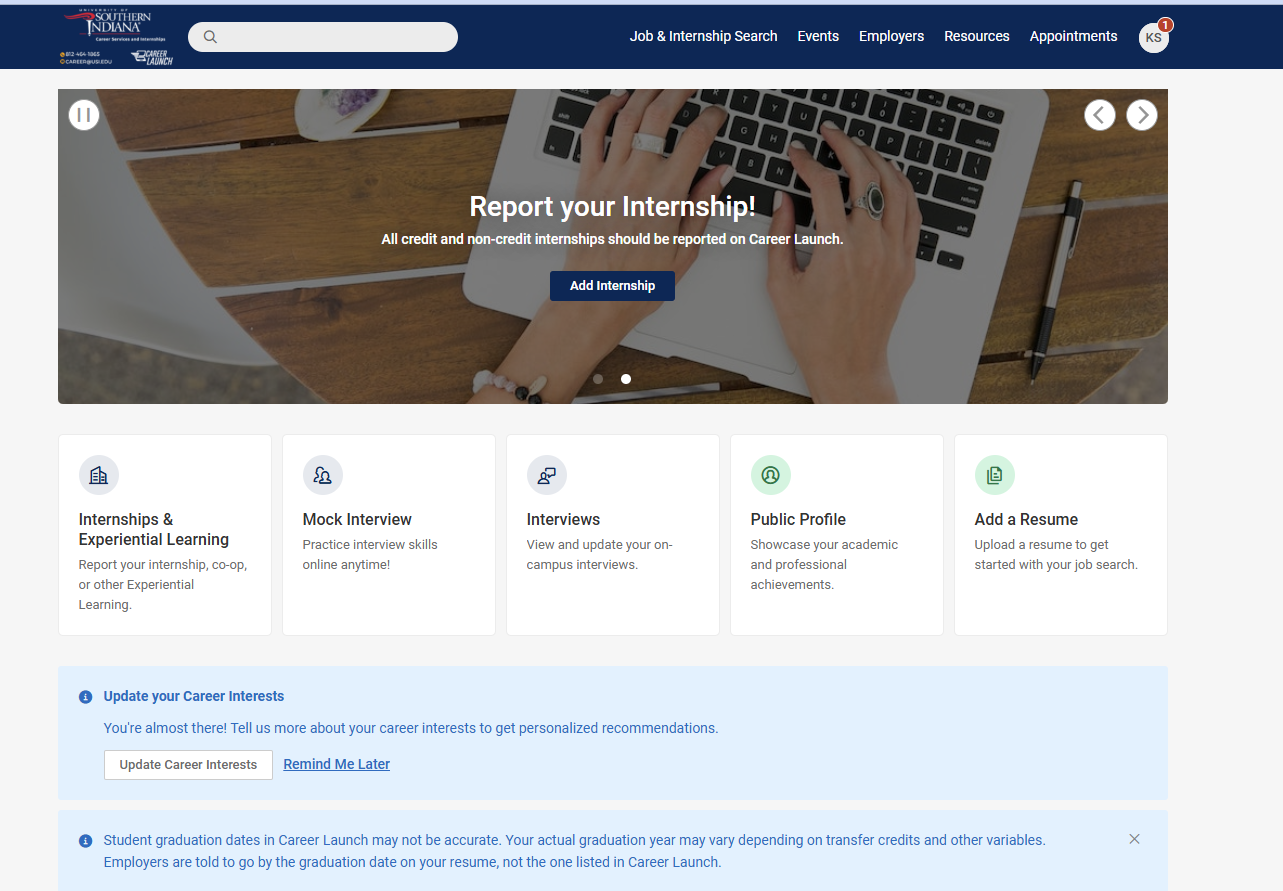 UNIVERSITY OF
SOUTHERN
INDIANA
Career Services and Internships
812-464-1865
CAREER@USI.EDU
CAREER
LAUNCH
Job & Internship Search
Events
Employers
Resources
Appointments
KS
1
Report your Internship!
All credit and non-credit internships should be reported on Career Launch.
Add Internship
Internships &
Experiential Learning
Report your internship, co-op,
or other Experiential
Learning.
Mock Interview
Practice interview skills
online anytime!
Interviews
View and update your on-
campus interviews.
Public Profile
Showcase your academic
and professional
achievements.
Add a Resume
Upload a resume to get
started with your job search.
Update your Career Interests
You're almost there! Tell us more about your career interests to get personalized recommendations.
Update Career Interests
Remind Me Later
Student graduation dates in Career Launch may not be accurate. Your actual graduation year may vary depending on transfer credits and other variables.
Employers are told to go by the graduation date on your resume, not the one listed in Career Launch.